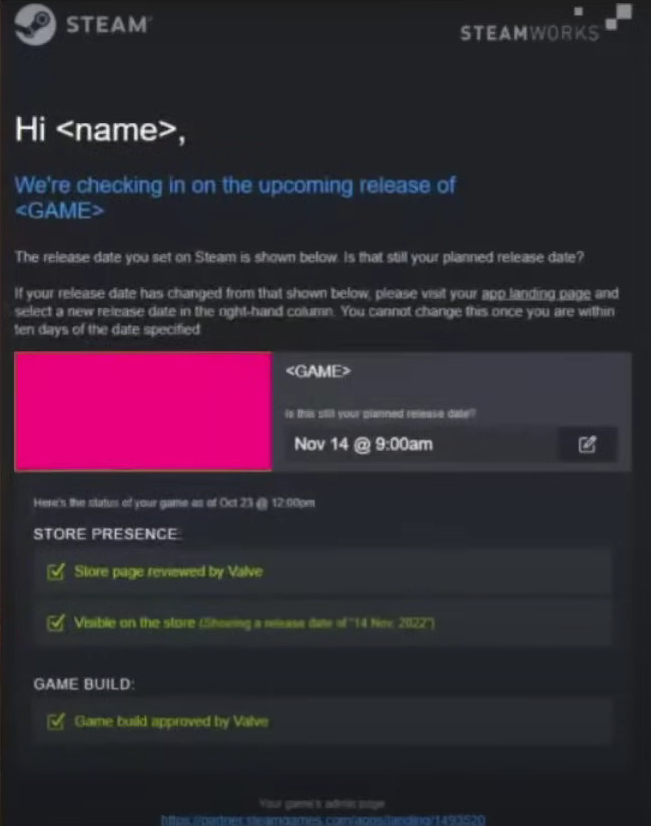 STEAM
STEAMWORKS
Hi <name>,
We're checking in on the upcoming release of
<GAME>
The release date you set on Steam is shown below. Is that still your planned release date?
If your release date has changed from that shown below, please visit your app landing page and
select a new release date in the right-hand column. You cannot change this once you are within
ten days of the date specified
<GAME>
Is this still your planned release date?
Nov 14 @ 9:00am
Here's the status of your game as of Oct 23 @ 12:00pm
STORE PRESENCE:
Store page reviewed by Valve
Visible on the store (Showing a release date of "14 Nov, 2022")
GAME BUILD:
Game build approved by Valve
Your game's admin page
https://partner.steamgames.com/apps/landing/1493520